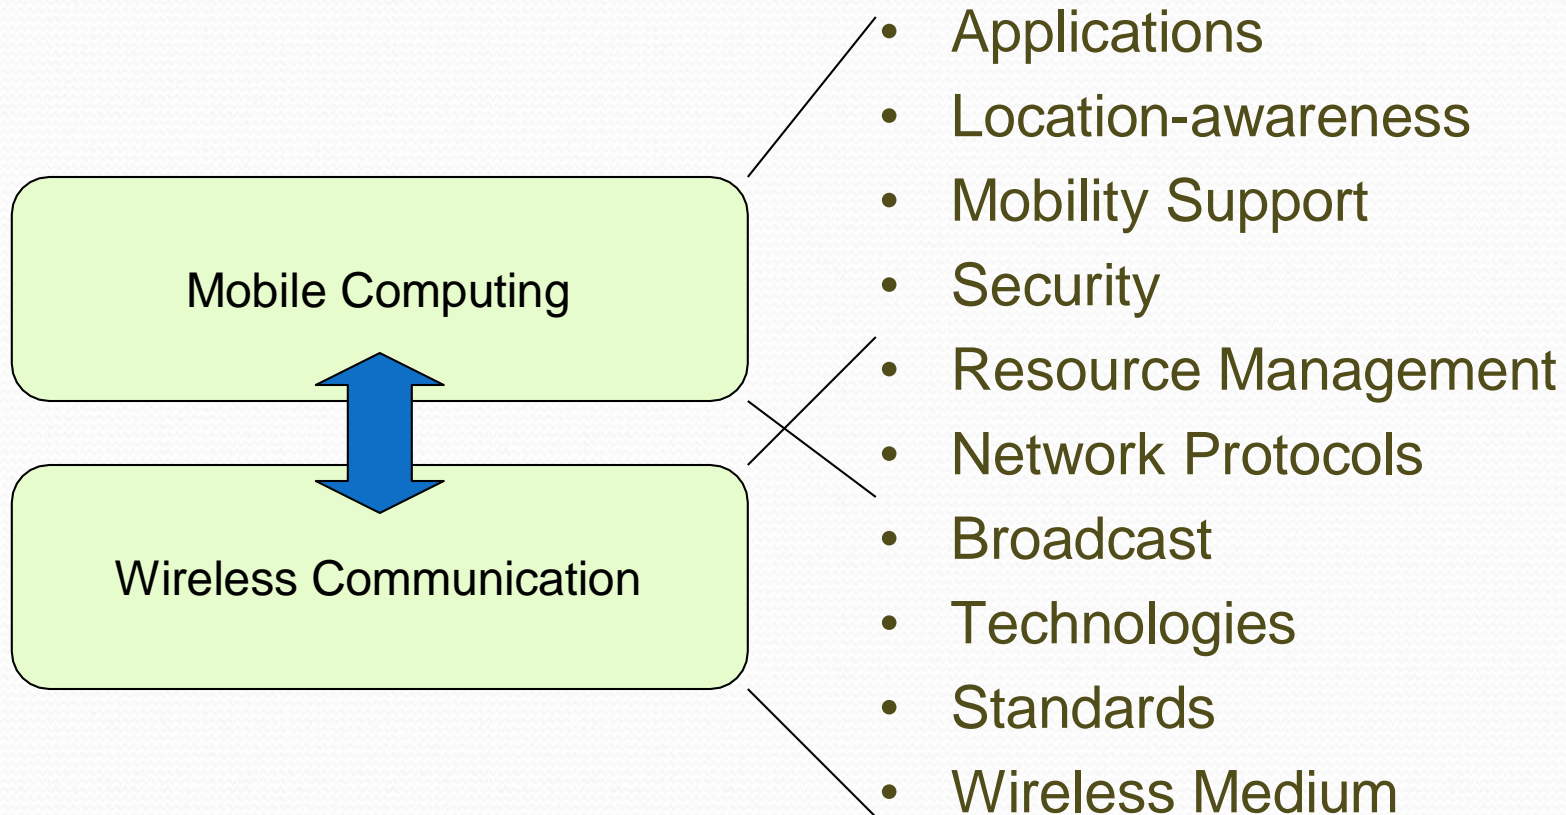 Mobile Computing
Wireless Communication
• Applications
• Location-awareness
• Mobility Support
• Security
• Resource Management
• Network Protocols
• Broadcast
• Technologies
• Standards
• Wireless Medium